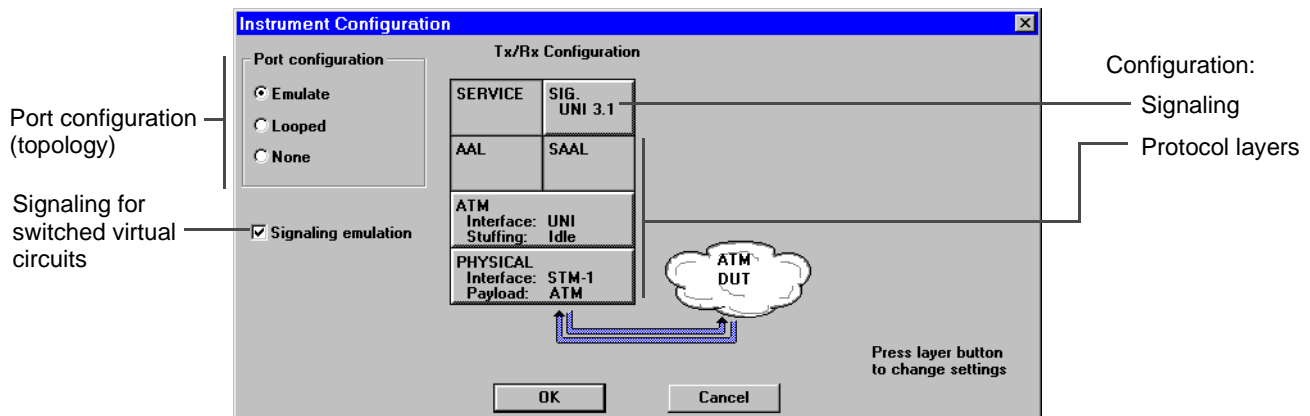 Instrument Configuration
Port configuration
Emulate
Looped
None
Signaling emulation
Tx/Rx Configuration
SERVICE
SIG.
UNI 3.1
AAL
SAAL
ATM
Interface: UNI
Stuffing: Idle
PHYSICAL
Interface: STM-1
Payload: ATM
ATM
DUT
Press layer button
to change settings
OK
Cancel
Port configuration
(topology)
Signaling for
switched virtual
circuits
Configuration:
Signaling
Protocol layers